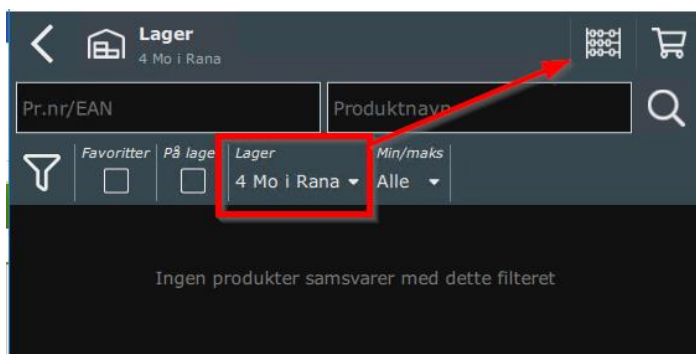 Lager
4 Mo i Rana
Pr.nr/EAN Produktnavn
Favoritter På lage Lager Min/maks
4 Mo i Rana Alle
Ingen produkter samsvarer med dette filteret